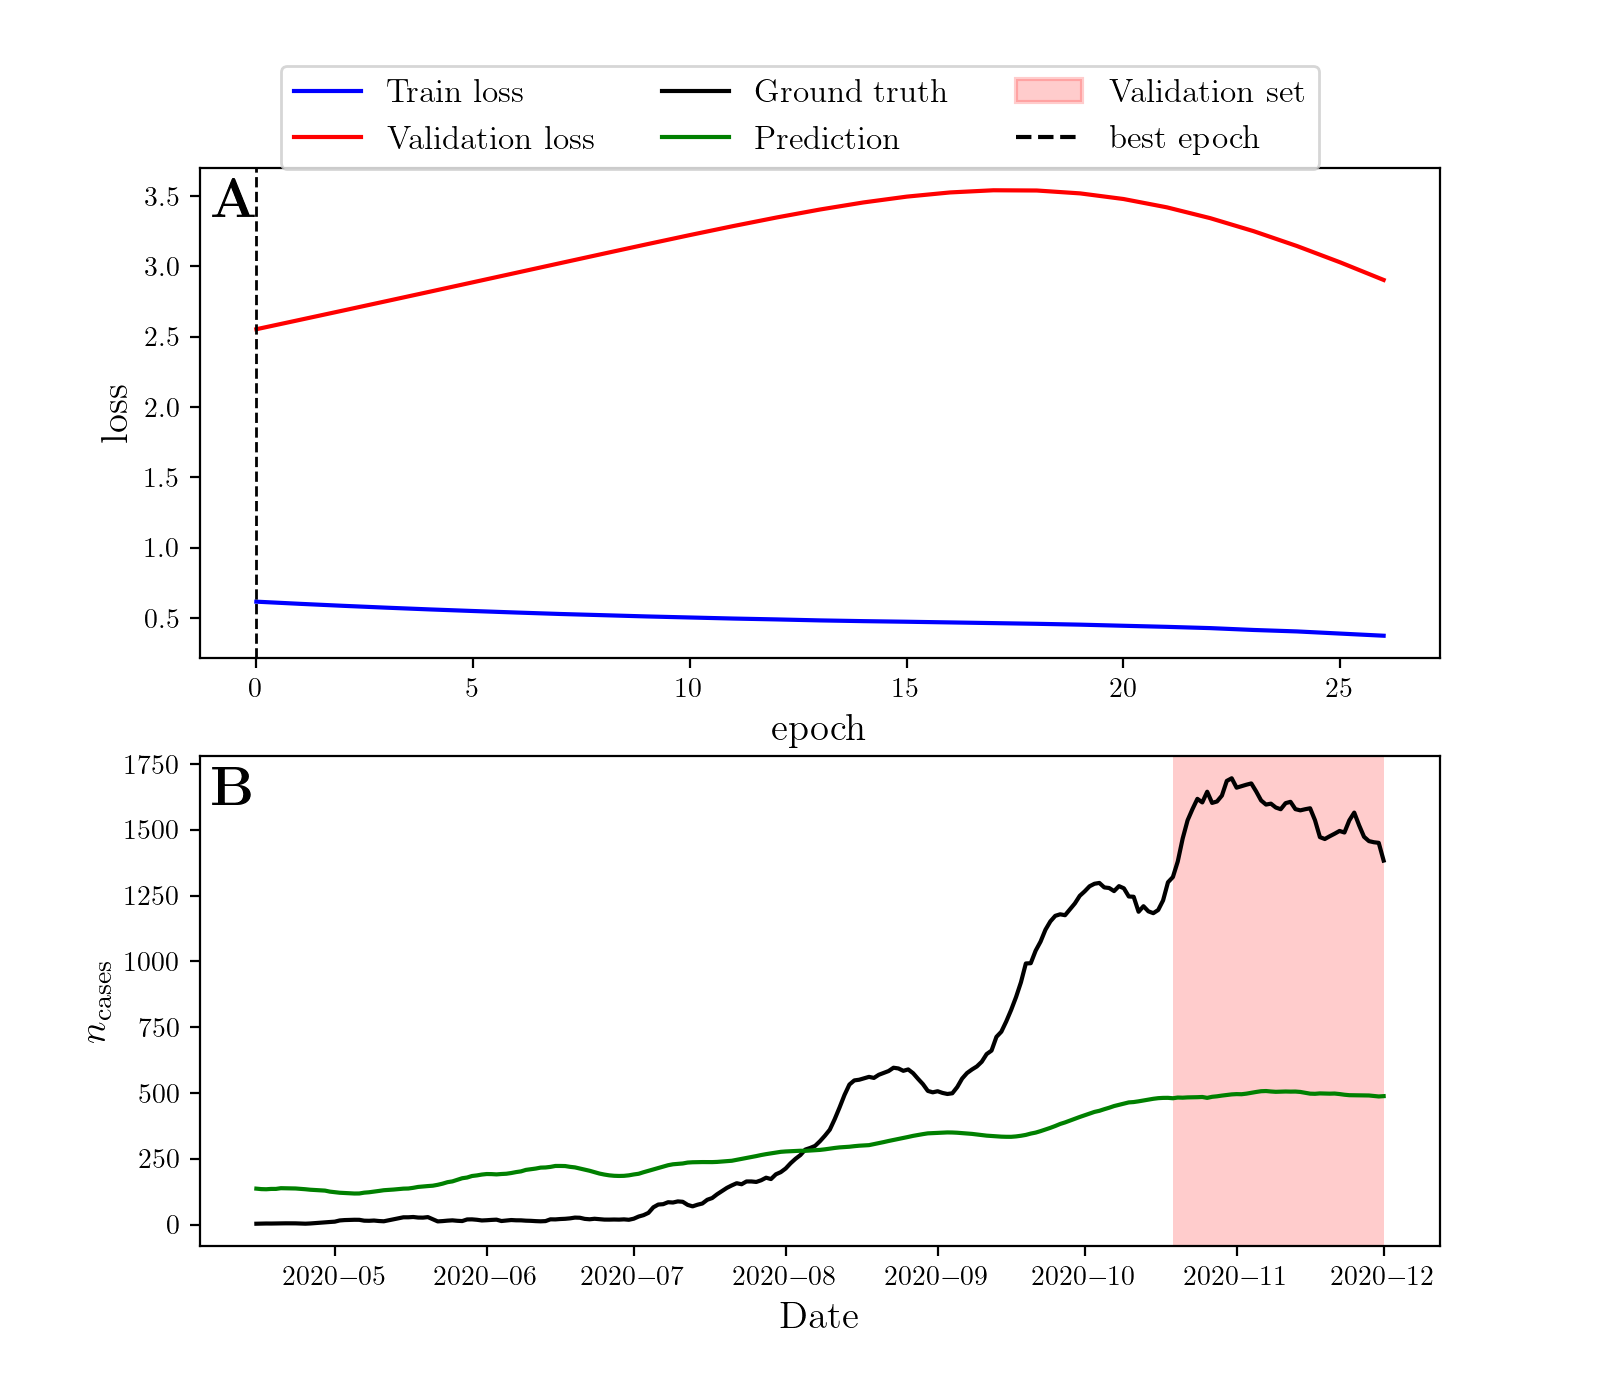 Train loss
Ground truth
Validation set
Validation loss
Prediction
best epoch
A
3.5
3.0
2.5
2.0
1.5
1.0
0.5
loss
0 5 10 15 20 25
epoch
B
1750
1500
1250
1000
750
500
250
0
n_cases
2020−05 2020−06 2020−07 2020−08 2020−09 2020−10 2020−11 2020−12
Date